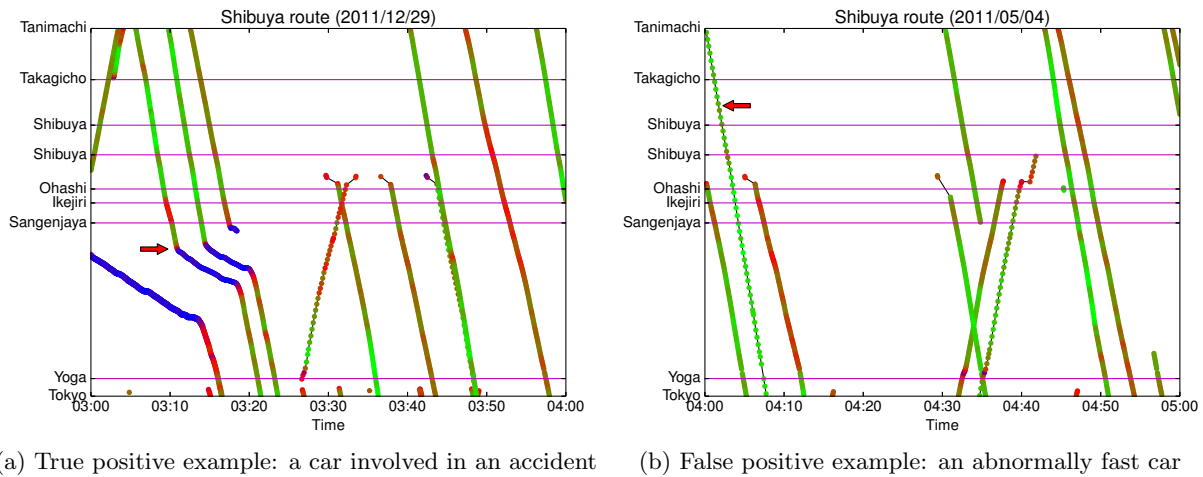 Shibuya route (2011/12/29)
Tanimachi
Takagicho
Shibuya
Shibuya
Ohashi
Ikejiri
Sangenjaya
Yoga
Tokyo
03:00 03:10 03:20 03:30 03:40 03:50 04:00
Time
a) True positive example: a car involved in an accident
Shibuya route (2011/05/04)
Tanimachi
Takagicho
Shibuya
Shibuya
Ohashi
Ikejiri
Sangenjaya
Yoga
Tokyo
04:00 04:10 04:20 04:30 04:40 04:50 05:00
Time
(b) False positive example: an abnormally fast car